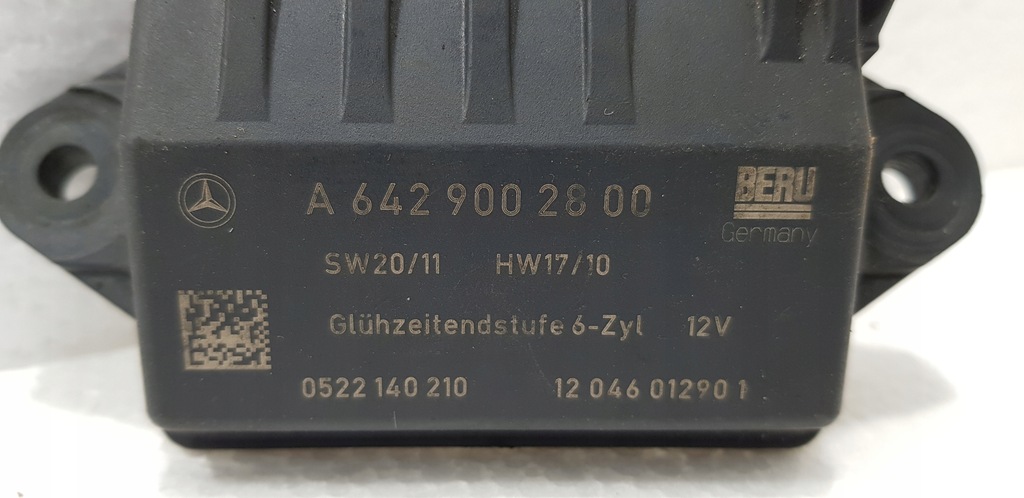 A 642 900 28 00
BERU
Germany
SW20/11 HW17/10
Glühzeitendstufe 6-Zyl 12V
0522 140 210 12 046 01290 1